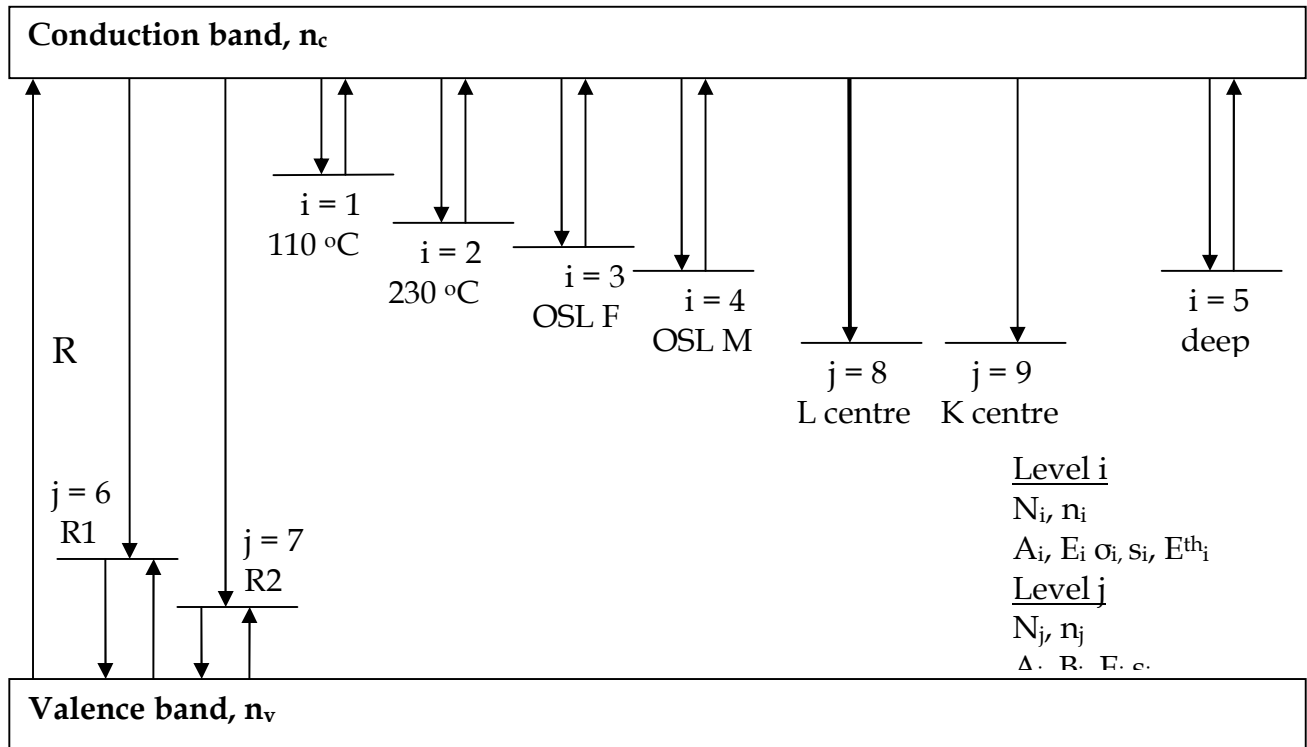 Conduction band, nc
i = 1
110 °C
i = 2
230 °C
i = 3
OSL F
i = 4
OSL M
j = 8
L centre
j = 9
K centre
i = 5
deep
R
j = 6
R1
j = 7
R2
Level i
Ni, ni
Ai, Ei σi, si, Eᵗʰi
Level j
Nj, nj
Valence band, nv